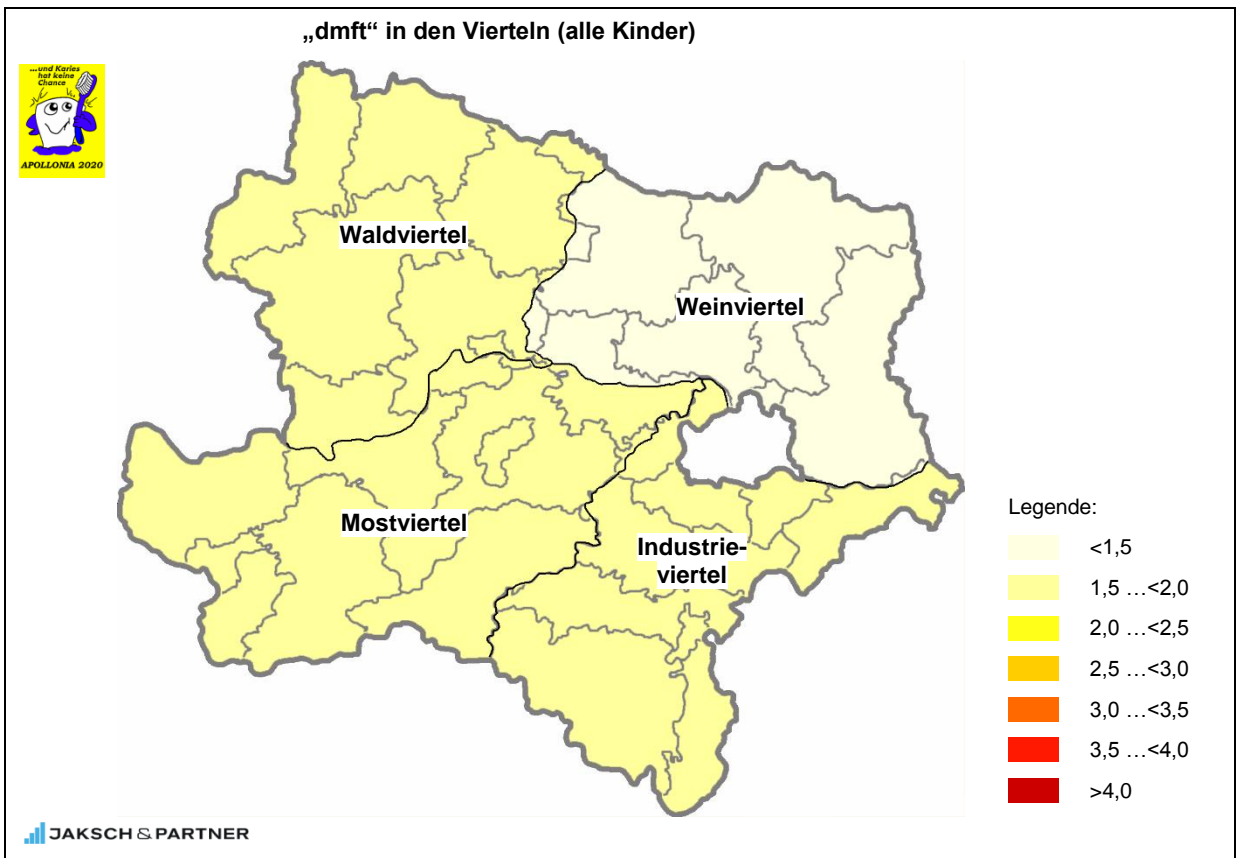 „dmft“ in den Vierteln (alle Kinder)
...und Karies
hat keine
Chance
APOLLONIA 2020
Waldviertel
Weinviertel
Mostviertel
Industrie-
viertel
Legende:
<1,5
1,5 …<2,0
2,0 …<2,5
2,5 …<3,0
3,0 …<3,5
3,5 …<4,0
>4,0
JAKSCH & PARTNER